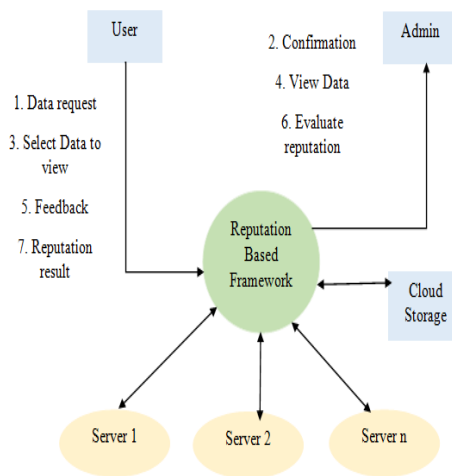 User
2. Confirmation
Admin
1. Data request
4. View Data
3. Select Data to
view
6. Evaluate
reputation
5. Feedback
7. Reputation
result
Reputation
Based
Framework
Cloud
Storage
Server 1
Server 2
Server n